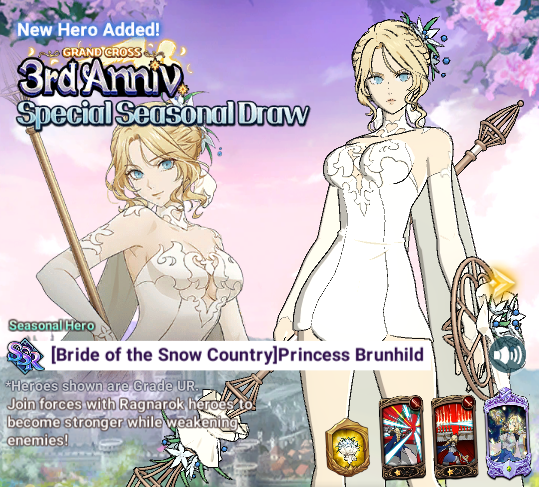 New Hero Added!
GRAND CROSS
3rd Anniv
Special Seasonal Draw
Seasonal Hero
SSR
[Bride of the Snow Country]Princess Brunhild
*Heroes shown are Grade UR.
Join forces with Ragnarok heroes to
become stronger while weakening
enemies!